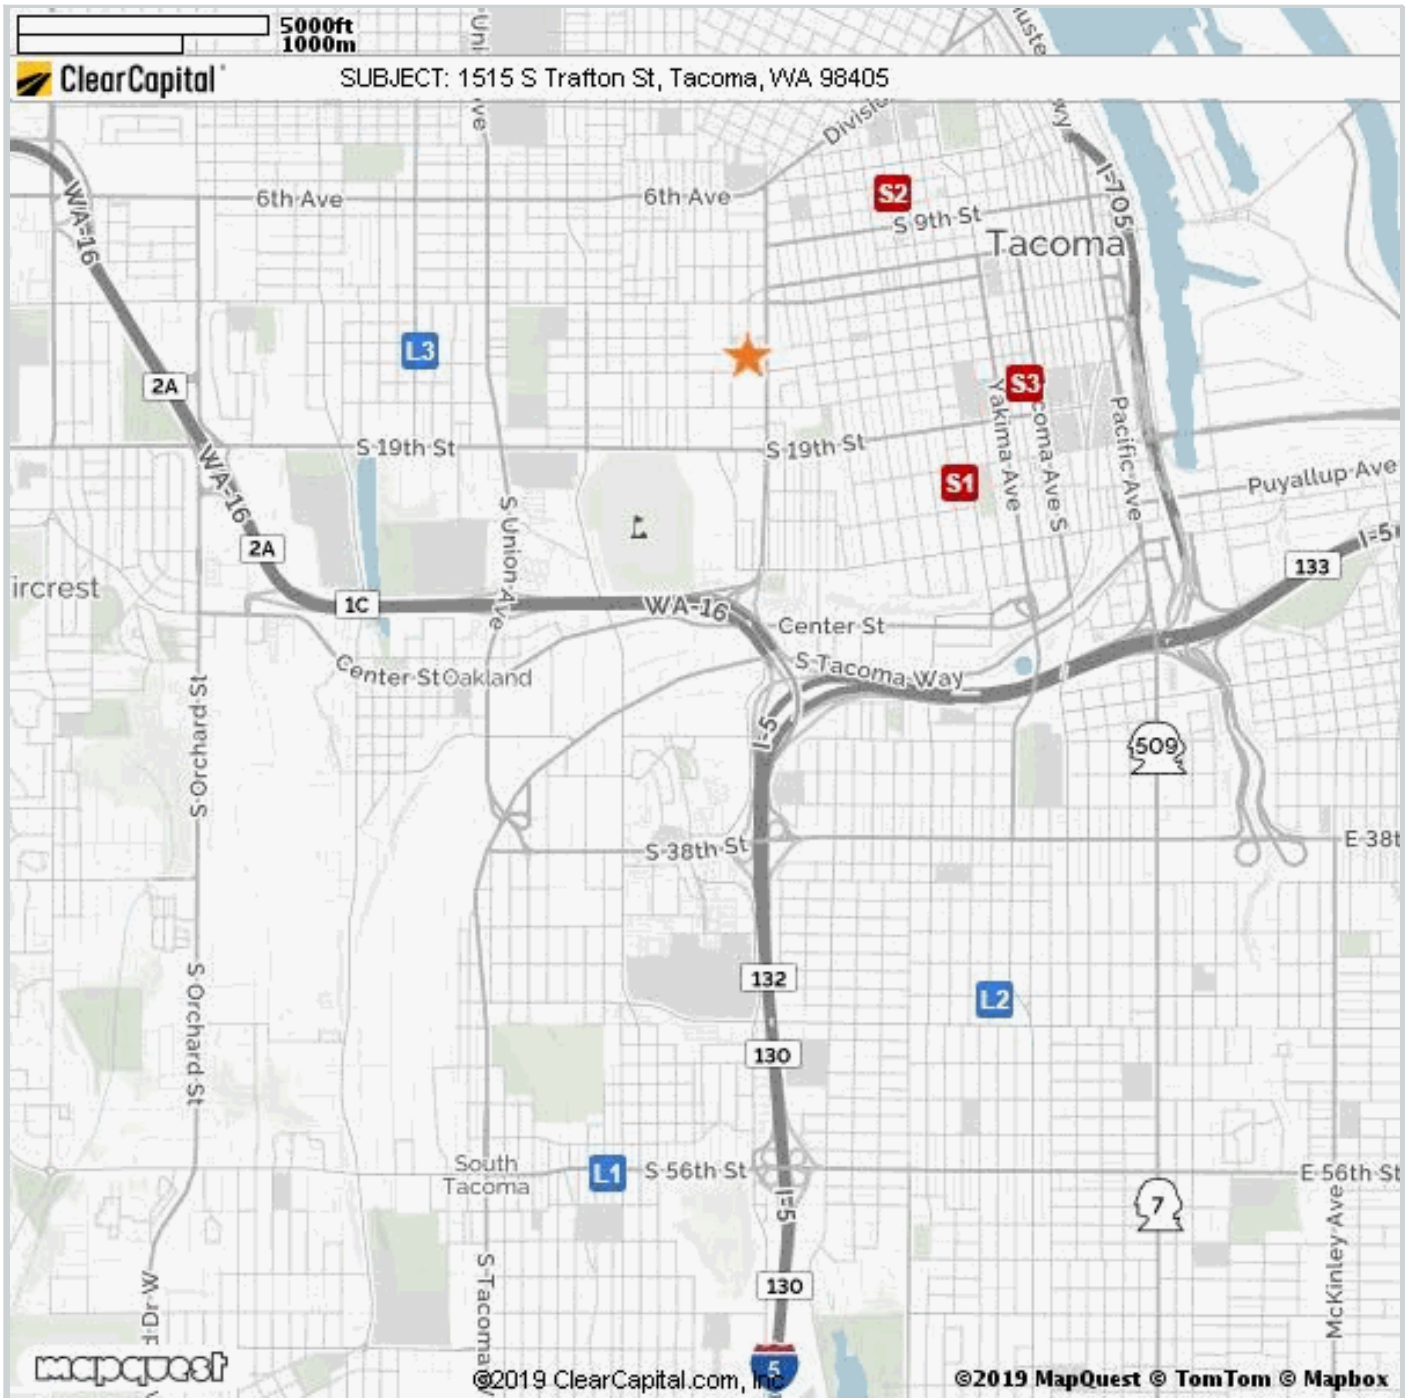 5000ft
1000m
ClearCapital
SUBJECT: 1515 S Trafton St, Tacoma, WA 98405
6th Ave
6th Ave
S2
S 9th St
I-705
Tacoma
WA-16
L3
2A
S3
Yakima Ave
Pacific Ave
S 19th St
S 19th St
WA-16
S1
Puyallup Ave
S Union Ave
2A
I-5
133
ircrest
1C
WA-16
Center St
Center St
Oakland
S Tacoma Way
S Orchard St
I-5
509
S 38th St
E 38t
132
S Orchard St
L2
130
South
Tacoma
L1
S 56th St
E 56th St
I-5
7
McKinley Ave
130
S Tacoma
mapquest
5
©2019 ClearCapital.com, Inc
©2019 MapQuest © TomTom © Mapbox